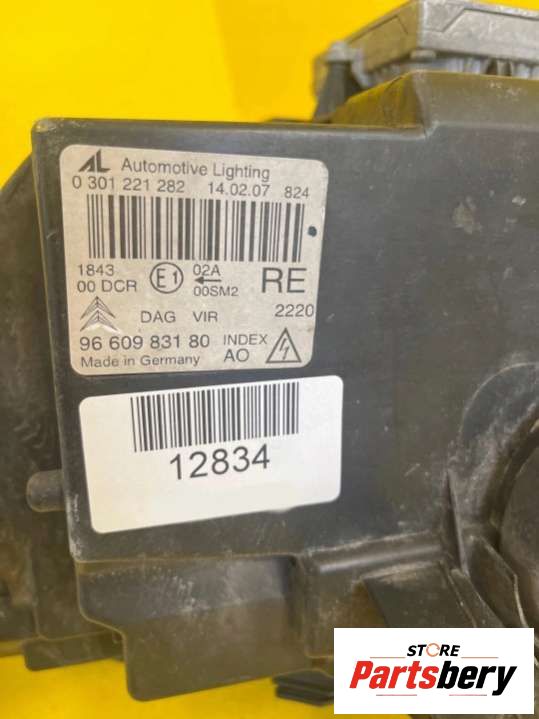 AL Automotive Lighting
0 301 221 282 14.02.07 824
1843
00 DCR E1 02A
00SM2 RE
DAG VIR 2220
96 609 831 80 INDEX
Made in Germany AO
12834
STORE
Partsbery